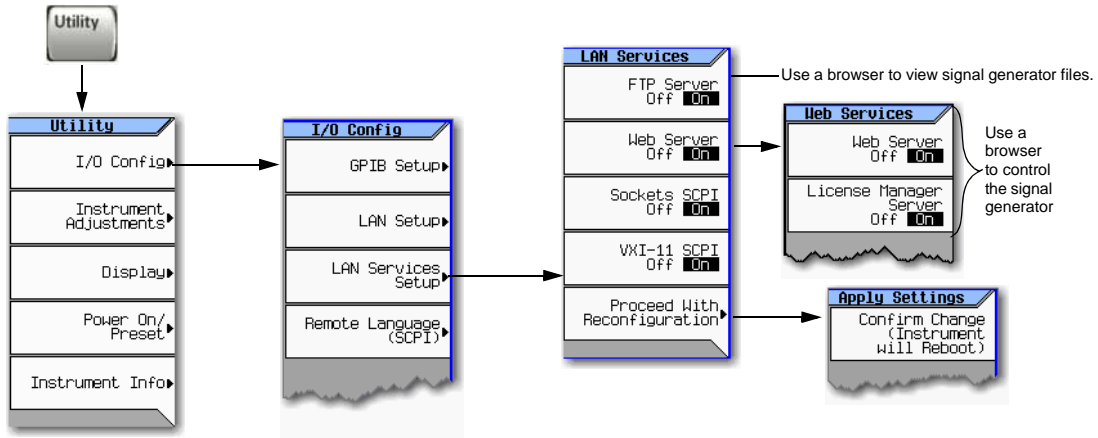 Utility
Utility
I/O Config
Instrument
Adjustments
Display
Power On/
Preset
Instrument Info
I/O Config
GPIB Setup
LAN Setup
LAN Services
Setup
Remote Language
(SCPI)
LAN Services
FTP Server
Off On
Web Server
Off On
Sockets SCPI
Off On
VXI-11 SCPI
Off On
Proceed With
Reconfiguration
Use a browser to view signal generator files.
Web Services
Web Server
Off On
License Manager
Server
Off On
Use a
browser
to control
the signal
generator
Apply Settings
Confirm Change
(Instrument
will Reboot)